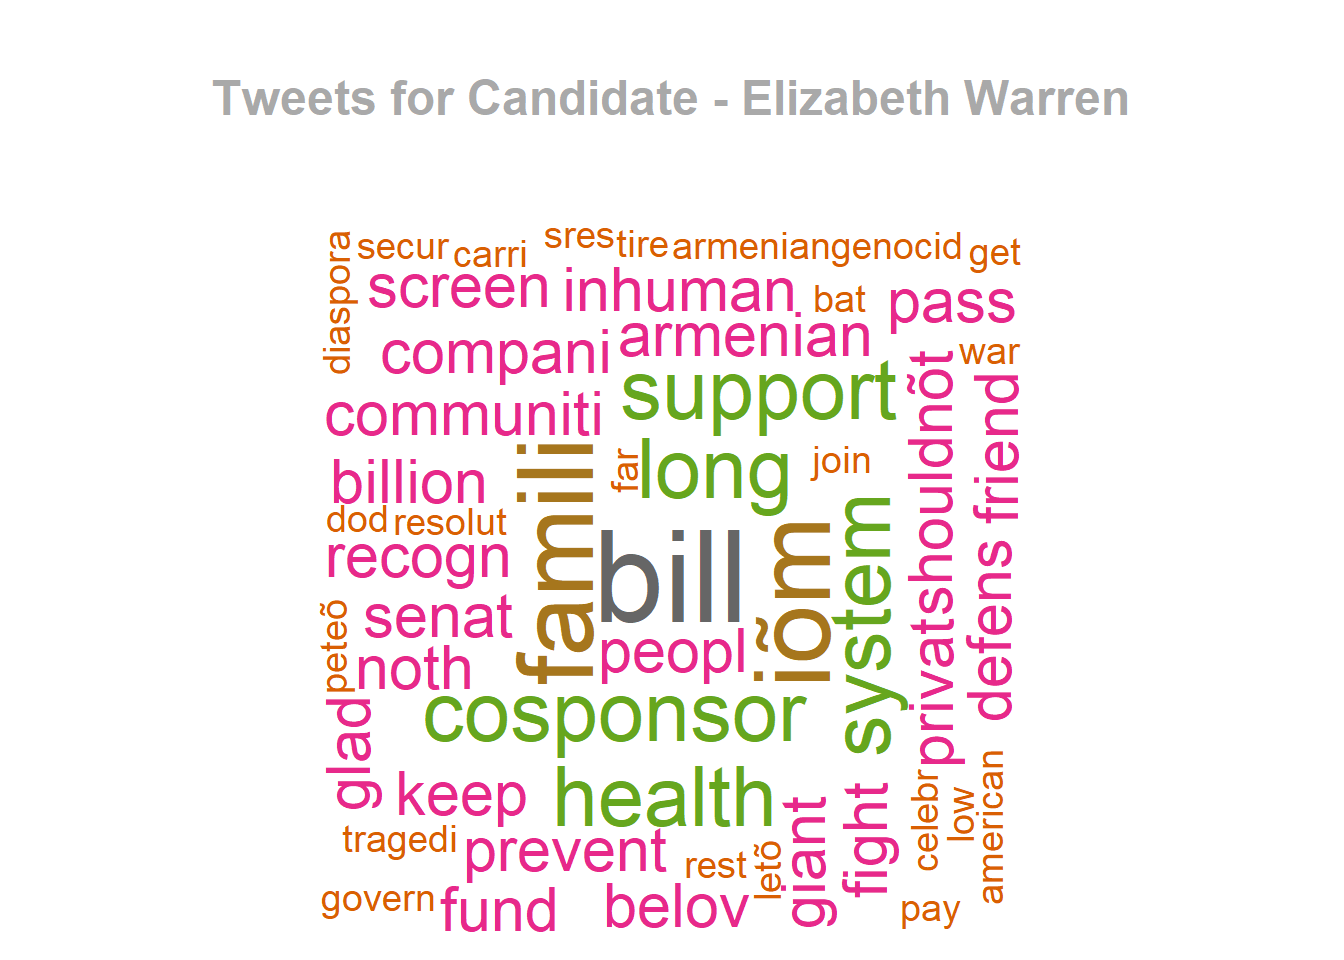 Tweets for Candidate - Elizabeth Warren
diaspora
secur
carri
sres
tire
armeniangenocid
get
screen
inhuman
bat
pass
compani
armenian
war
communiti
support
billion
famili
far
long
join
privat
shouldnõt
friend
dod
resolut
bill
iõm
system
defens
recogn
senat
peopl
peteõ
noth
cosponsor
glad
keep
health
giant
fight
celebr
low
american
tragedi
prevent
rest
letõ
govern
fund
belov
pay